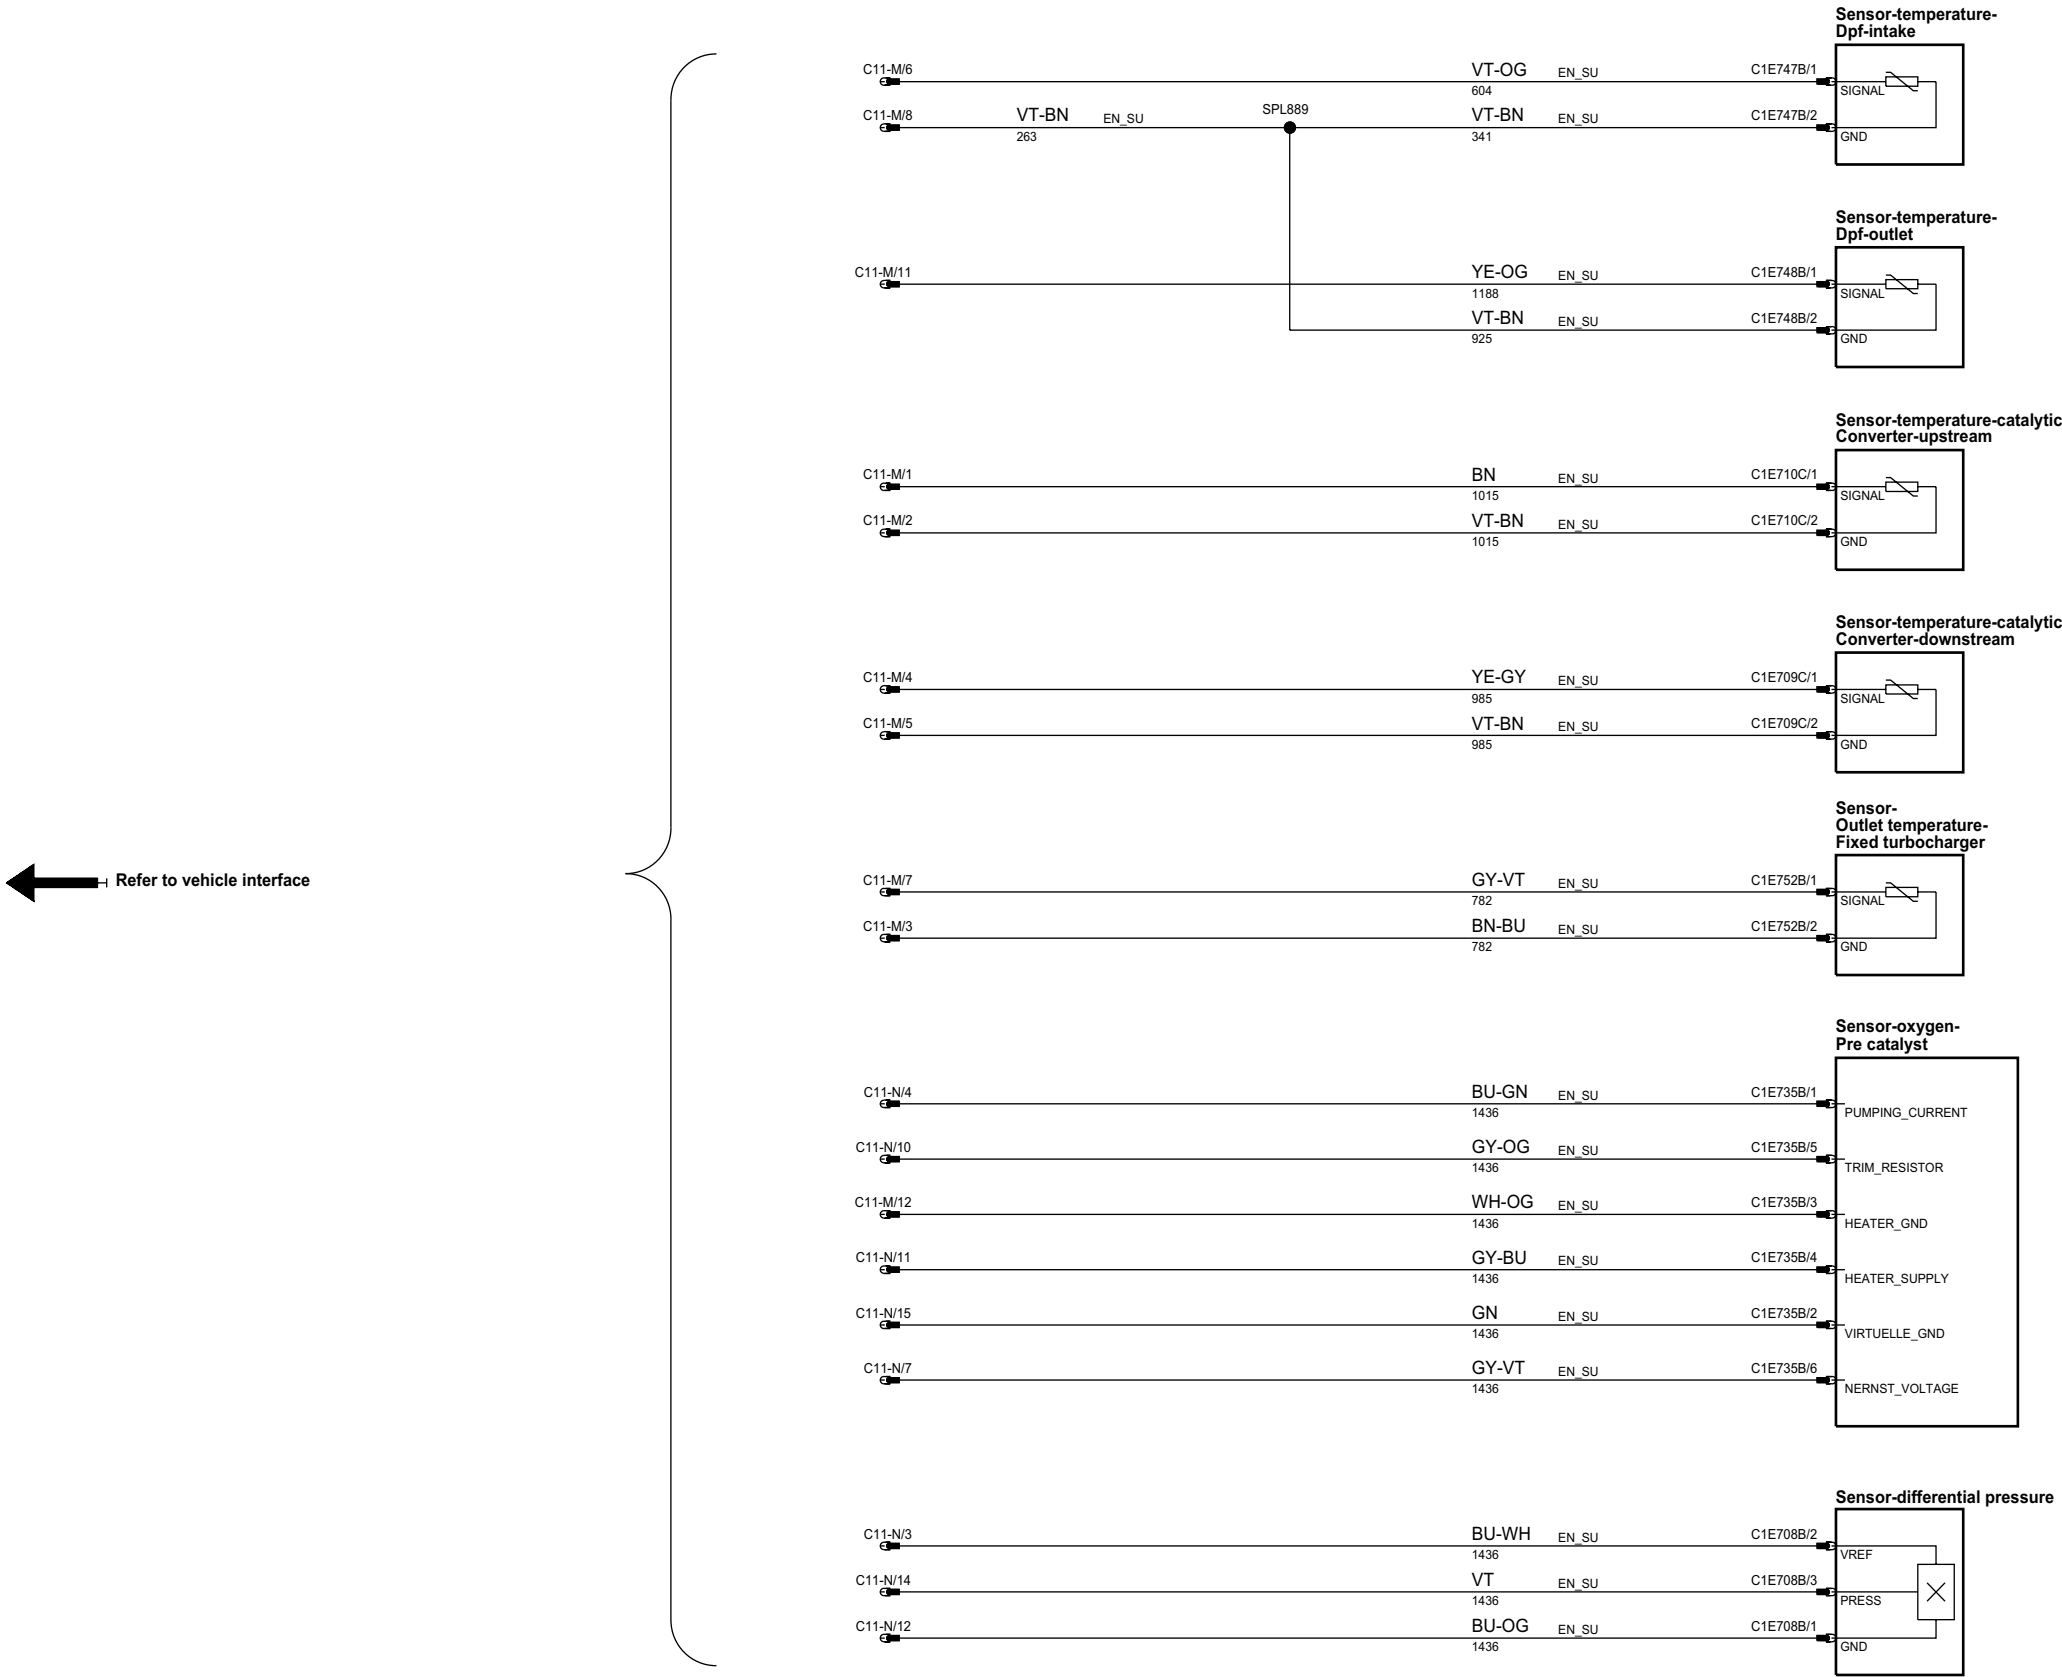 Sensor-temperature-
Dpf-intake
C11-M/6
VT-OG
604
EN_SU
C1E747B/1
SIGNAL
C11-M/8
VT-BN
263
EN_SU
SPL889
VT-BN
341
EN_SU
C1E747B/2
GND
Sensor-temperature-
Dpf-outlet
C11-M/11
YE-OG
1188
EN_SU
C1E748B/1
SIGNAL
VT-BN
925
EN_SU
C1E748B/2
GND
Sensor-temperature-catalytic
Converter-upstream
C11-M/1
BN
1015
EN_SU
C1E710C/1
SIGNAL
C11-M/2
VT-BN
1015
EN_SU
C1E710C/2
GND
Sensor-temperature-catalytic
Converter-downstream
C11-M/4
YE-GY
985
EN_SU
C1E709C/1
SIGNAL
C11-M/5
VT-BN
985
EN_SU
C1E709C/2
GND
Sensor-
Outlet temperature-
Fixed turbocharger
Refer to vehicle interface
C11-M/7
GY-VT
782
EN_SU
C1E752B/1
SIGNAL
C11-M/3
BN-BU
782
EN_SU
C1E752B/2
GND
Sensor-oxygen-
Pre catalyst
C11-N/4
BU-GN
1436
EN_SU
C1E735B/1
PUMPING_CURRENT
C11-N/10
GY-OG
1436
EN_SU
C1E735B/5
TRIM_RESISTOR
C11-M/12
WH-OG
1436
EN_SU
C1E735B/3
HEATER_GND
C11-N/11
GY-BU
1436
EN_SU
C1E735B/4
HEATER_SUPPLY
C11-N/15
GN
1436
EN_SU
C1E735B/2
VIRTUELLE_GND
C11-N/7
GY-VT
1436
EN_SU
C1E735B/6
NERNST_VOLTAGE
Sensor-differential pressure
C11-N/3
BU-WH
1436
EN_SU
C1E708B/2
VREF
C11-N/14
VT
1436
EN_SU
C1E708B/3
PRESS
C11-N/12
BU-OG
1436
EN_SU
C1E708B/1
GND